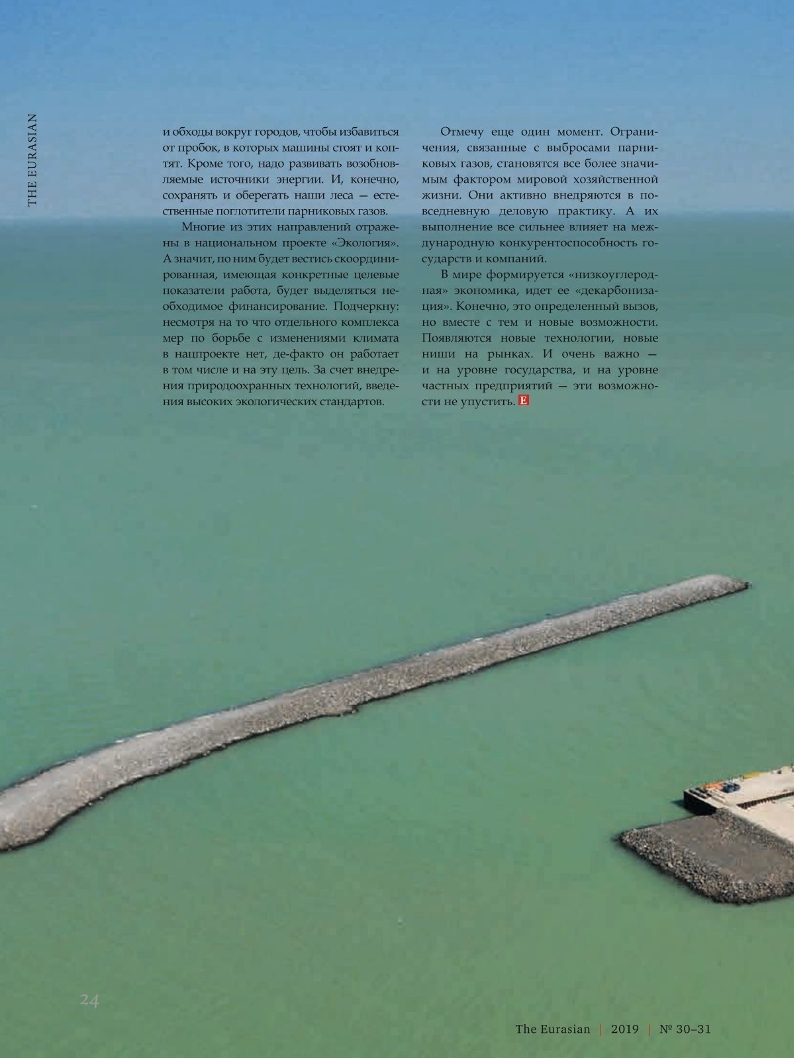 THE EURASIAN
и обходы вокруг городов, чтобы избавиться
от пробок, в которых машины стоят и коп-
тят. Кроме того, надо развивать возобнов-
ляемые источники энергии. И, конечно,
сохранять и оберегать наши леса — есте-
ственные поглотители парниковых газов.
Многие из этих направлений отраже-
ны в национальном проекте «Экология».
А значит, по ним будет вестись скоордини-
рованная, имеющая конкретные целевые
показатели работа, будет выделяться не-
обходимое финансирование. Подчеркну:
несмотря на то что отдельного комплекса
мер по борьбе с изменениями климата
в нацпроекте нет, де-факто он работает
в том числе и на эту цель. За счет внедре-
ния природоохранных технологий, введе-
ния высоких экологических стандартов.
Отмечу еще один момент. Ограни-
чения, связанные с выбросами парни-
ковых газов, становятся все более значи-
мым фактором мировой хозяйственной
жизни. Они активно внедряются в по-
вседневную деловую практику. А их
выполнение все сильнее влияет на меж-
дународную конкурентоспособность го-
сударств и компаний.
В мире формируется «низкоуглерод-
ная» экономика, идет ее «декарбониза-
ция». Конечно, это определенный вызов,
но вместе с тем и новые возможности.
Появляются новые технологии, новые
ниши на рынках. И очень важно —
и на уровне государства, и на уровне
частных предприятий — эти возможно-
сти не упустить. E
24
The Eurasian | 2019 | № 30–31